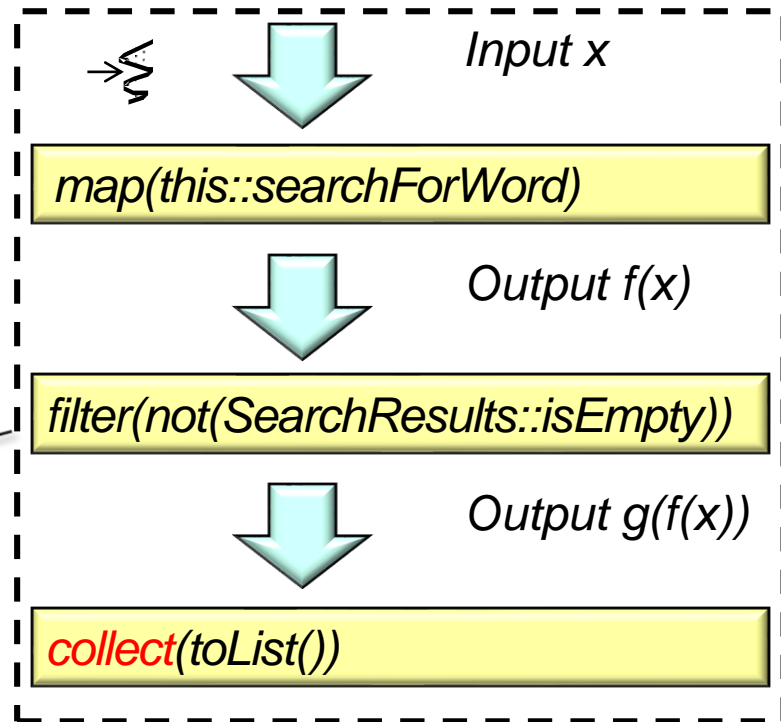 Input x
map(this::searchForWord)
Output f(x)
filter(not(SearchResults::isEmpty))
Output g(f(x))
collect(toList())